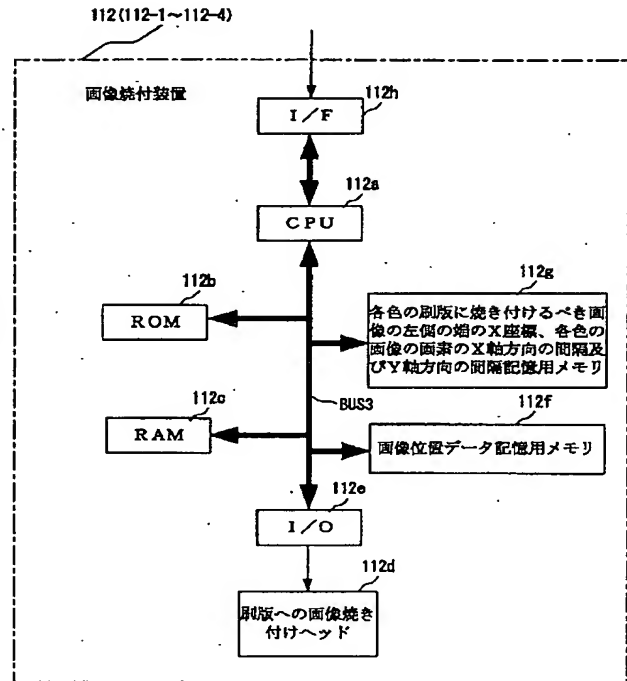 112(112-1～112-4)
画像焼付装置
112h
I／F
112a
CPU
112b
ROM
112g
各色の刷版に焼き付けるべき画
像の左側の端のX座標、各色の
画像の画素のX軸方向の間隔及
びY軸方向の間隔記憶用メモリ
112c
RAM
BUS3
112f
画像位置データ記憶用メモリ
112e
I／O
112d
刷版への画像焼き
付けヘッド